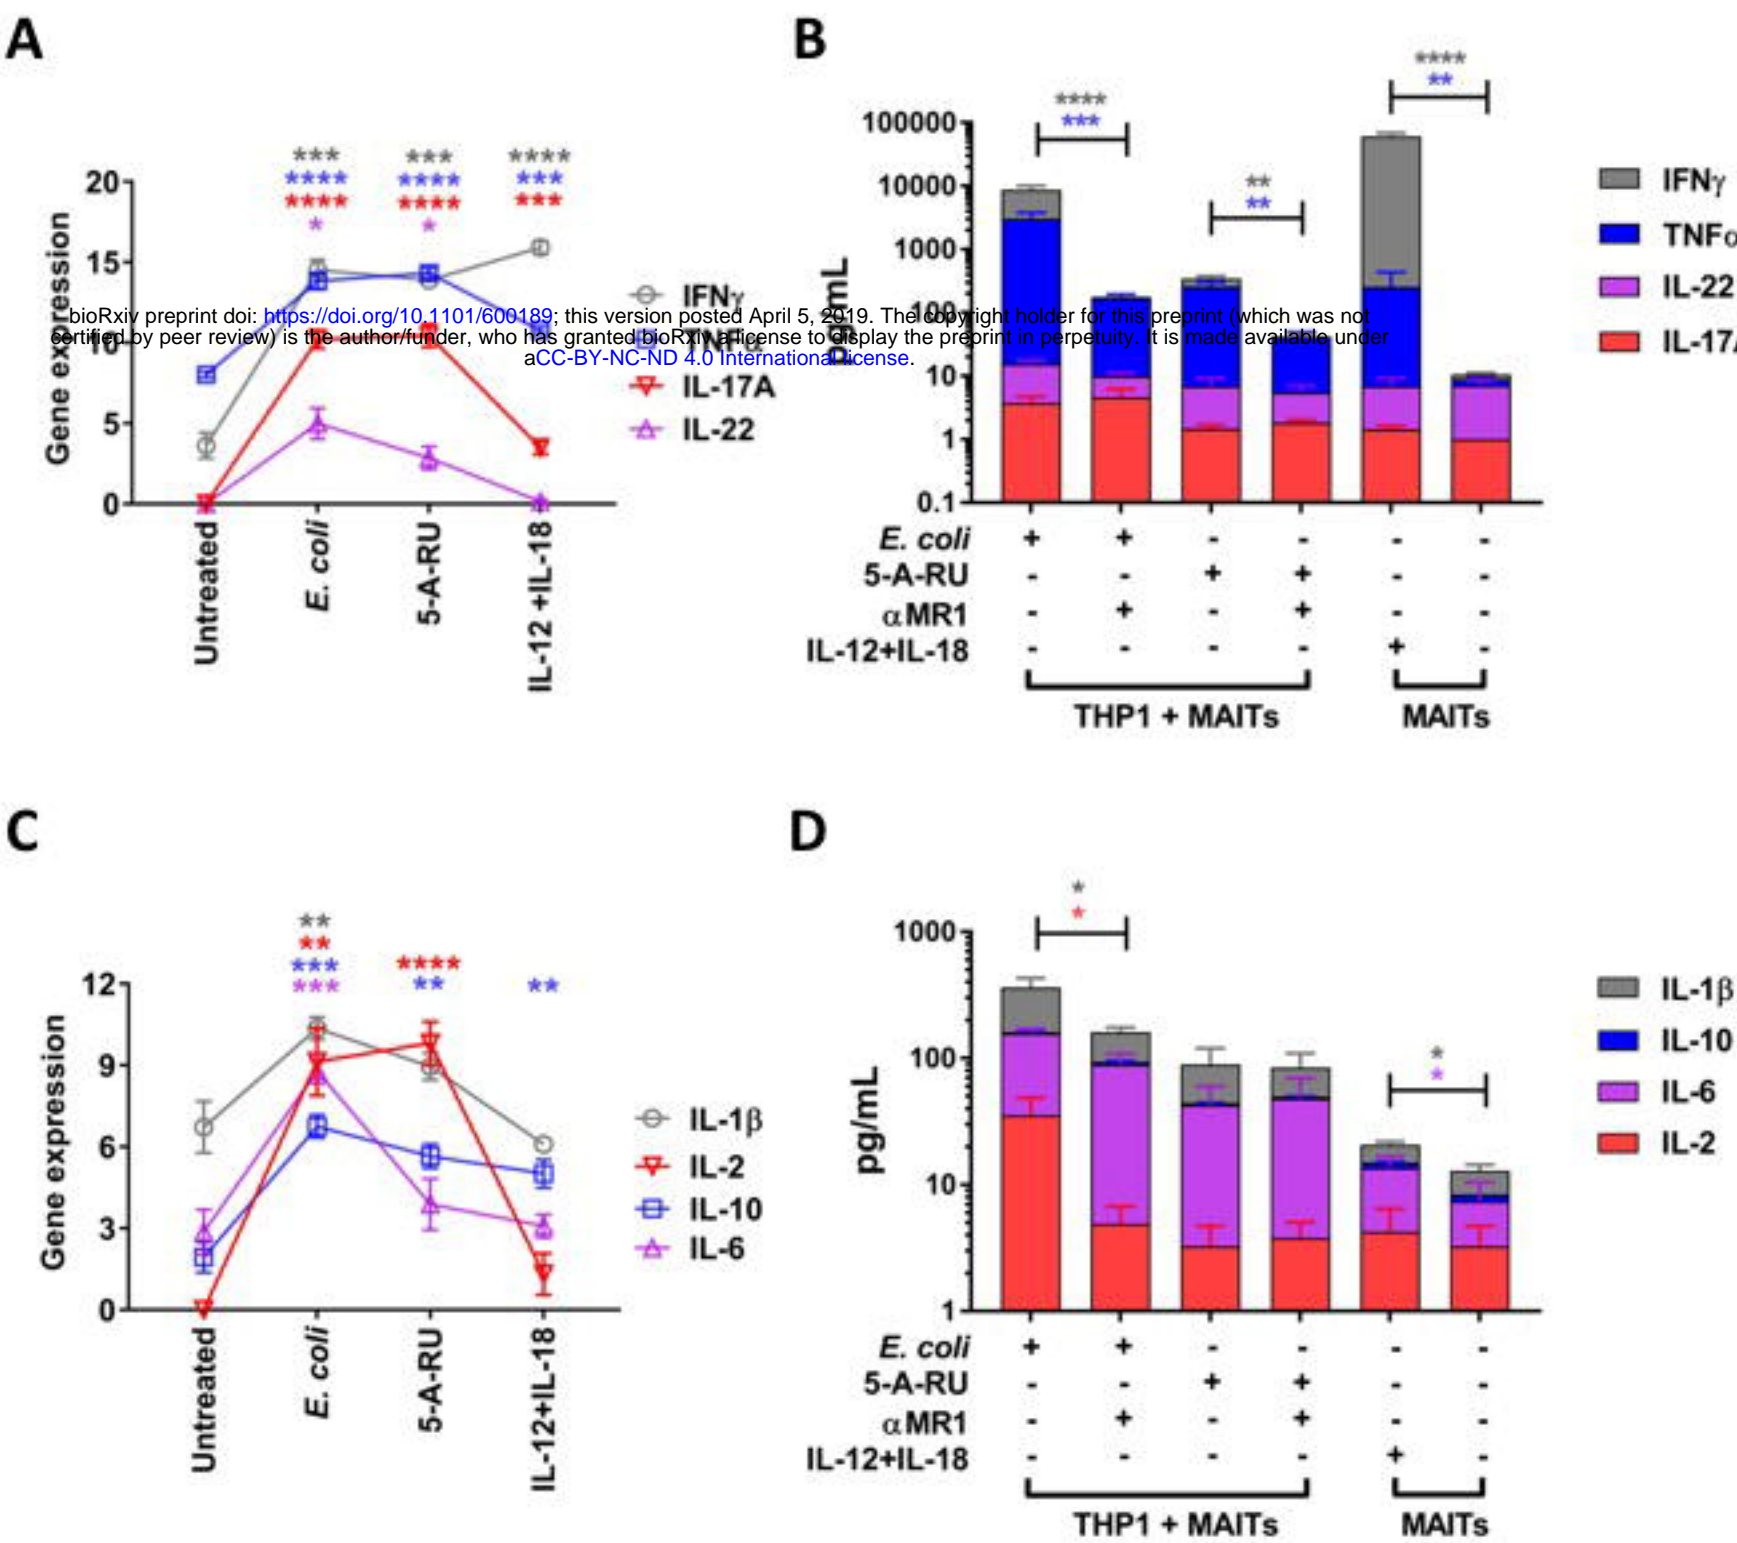 A
***
****
****
*
***
****
****
*
****
***
***
Gene expression
20
15
10
5
0
Untreated
E. coli
5-A-RU
IL-12 +IL-18
IFNγ
TNFα
IL-17A
IL-22
bioRxiv preprint doi: https://doi.org/10.1101/600189; this version posted April 5, 2019. The copyright holder for this preprint (which was not
certified by peer review) is the author/funder, who has granted bioRxiv a license to display the preprint in perpetuity. It is made available under
aCC-BY-NC-ND 4.0 International license.
B
****
***
**
**
****
**
pg/mL
100000
10000
1000
100
10
1
0.1
E. coli + + - - - -
5-A-RU - - + + - -
αMR1 - + - + - -
IL-12+IL-18 - - - - + -
THP1 + MAITs
MAITs
IFNγ
TNFα
IL-22
IL-17A
C
**
**
***
***
****
**
**
Gene expression
12
9
6
3
0
Untreated
E. coli
5-A-RU
IL-12+IL-18
IL-1β
IL-2
IL-10
IL-6
D
*
*
*
*
pg/mL
1000
100
10
1
E. coli + + - - - -
5-A-RU - - + + - -
αMR1 - + - + - -
IL-12+IL-18 - - - - + -
THP1 + MAITs
MAITs
IL-1β
IL-10
IL-6
IL-2